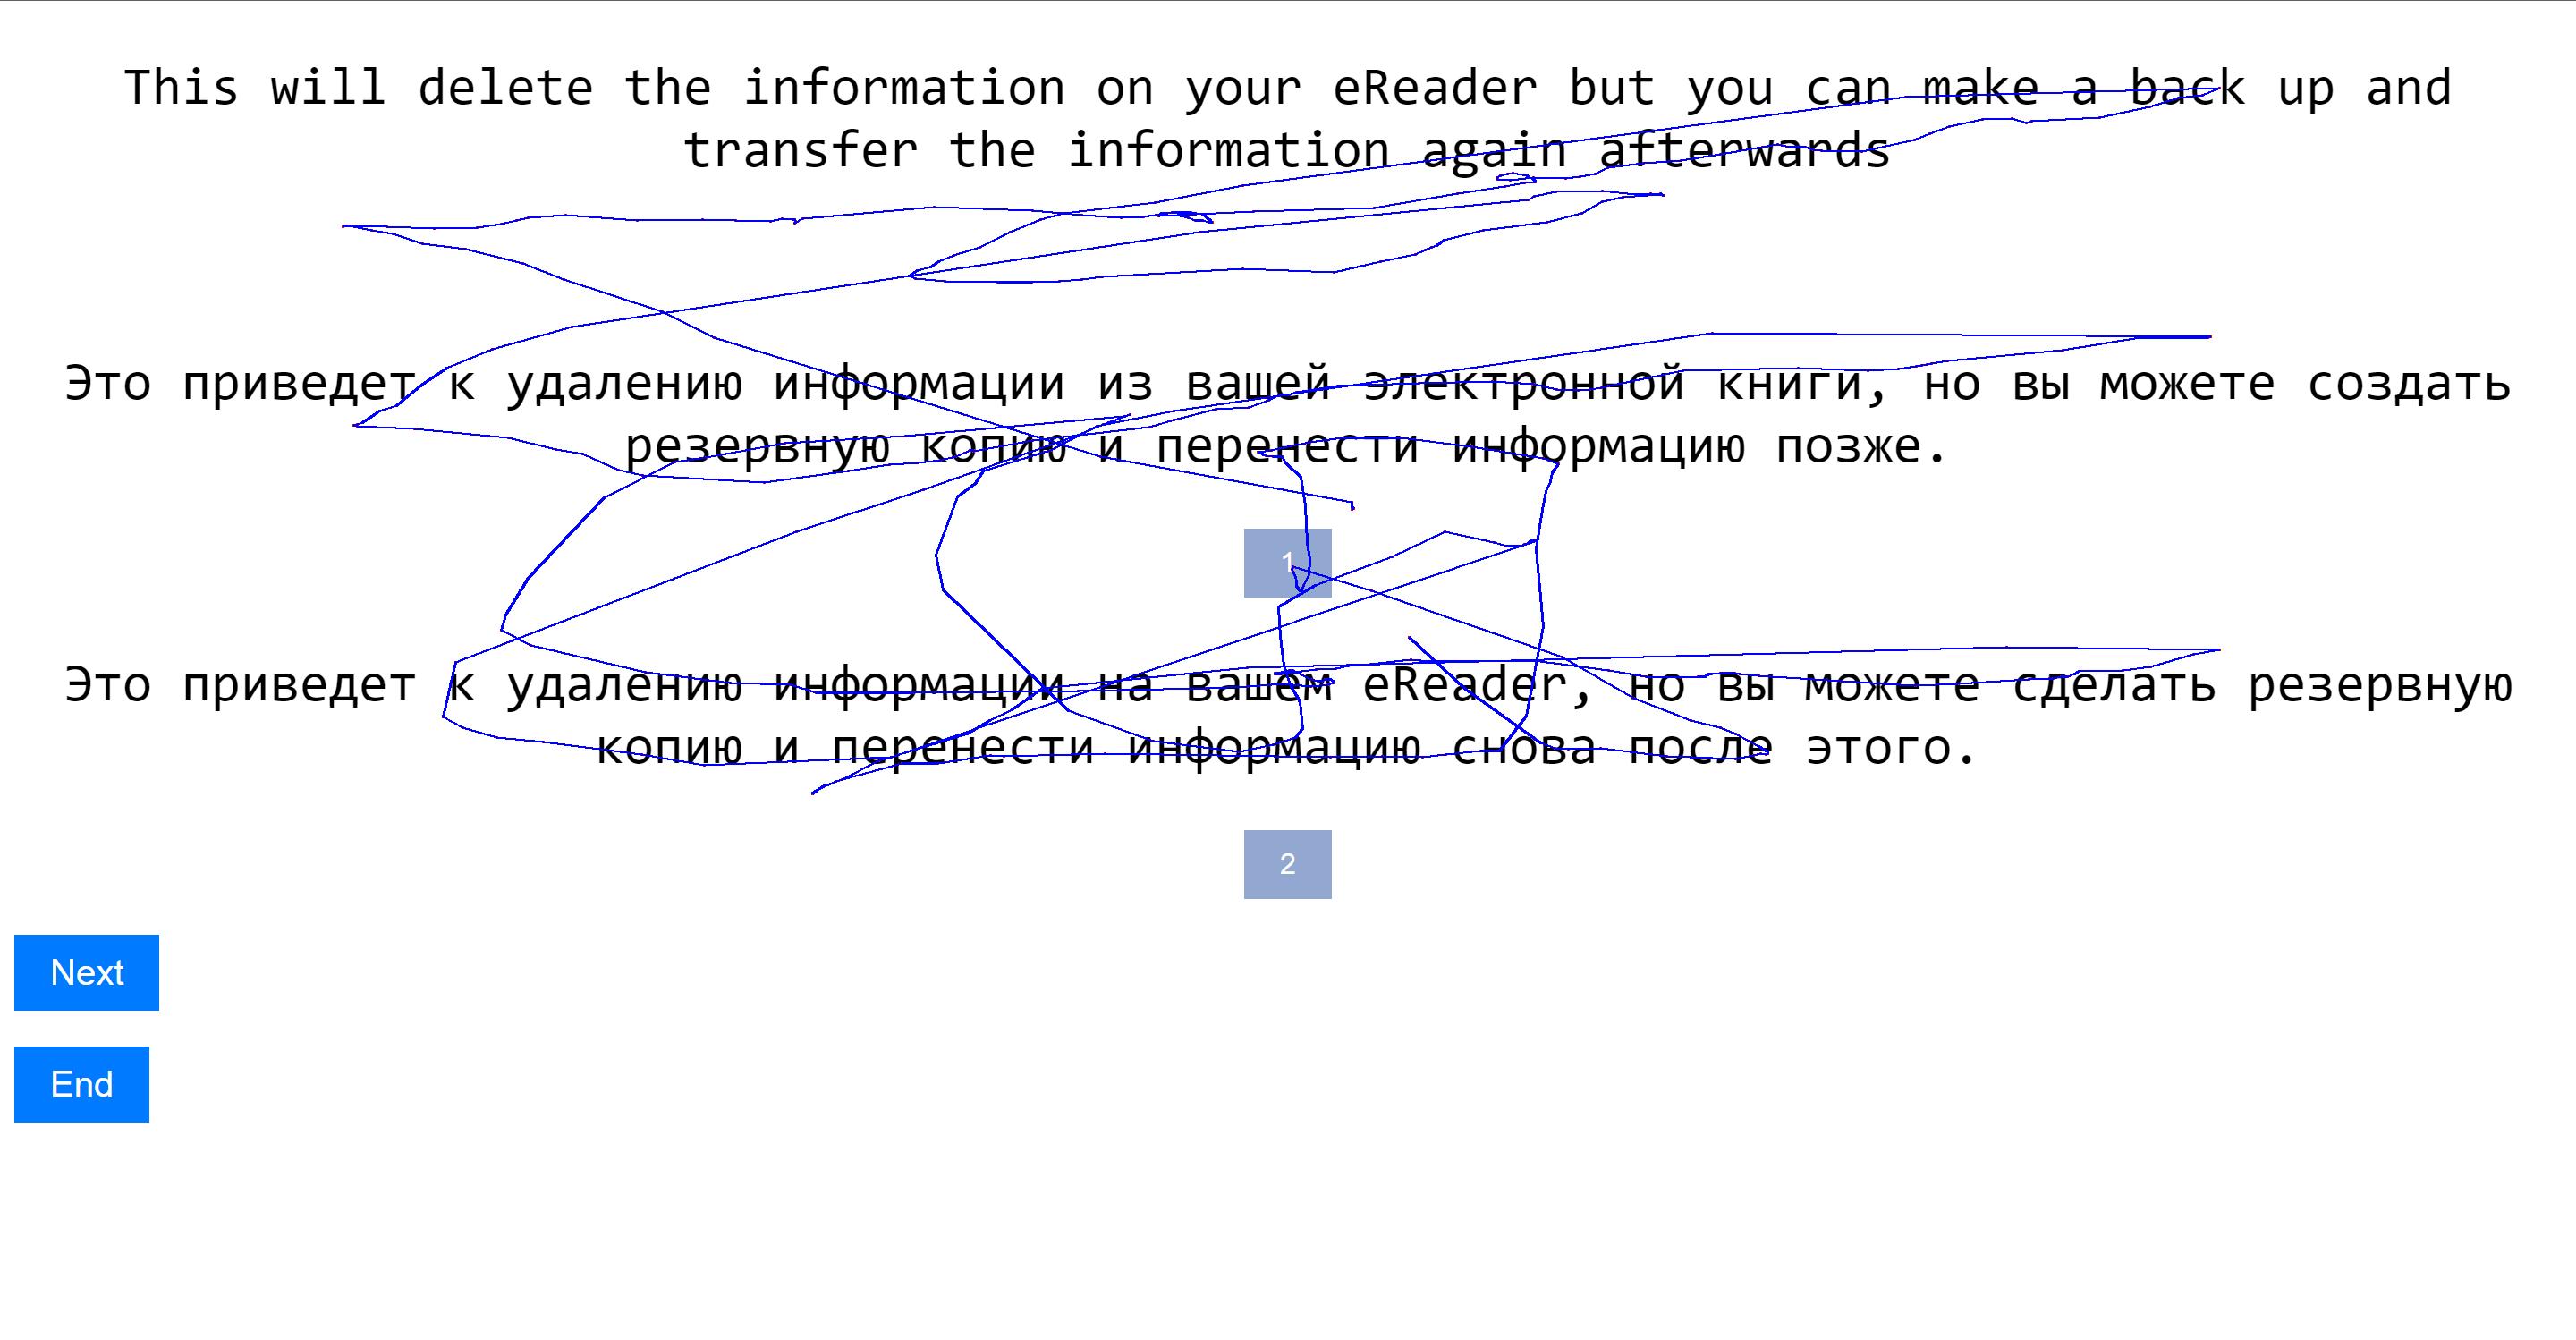 This will delete the information on your eReader but you can make a back up and
transfer the information again afterwards
Это приведет к удалению информации из вашей электронной книги, но вы можете создать
резервную копию и перенести информацию позже.
1
Это приведет к удалению информации на вашем eReader, но вы можете сделать резервную
копию и перенести информацию снова после этого.
2
Next
End